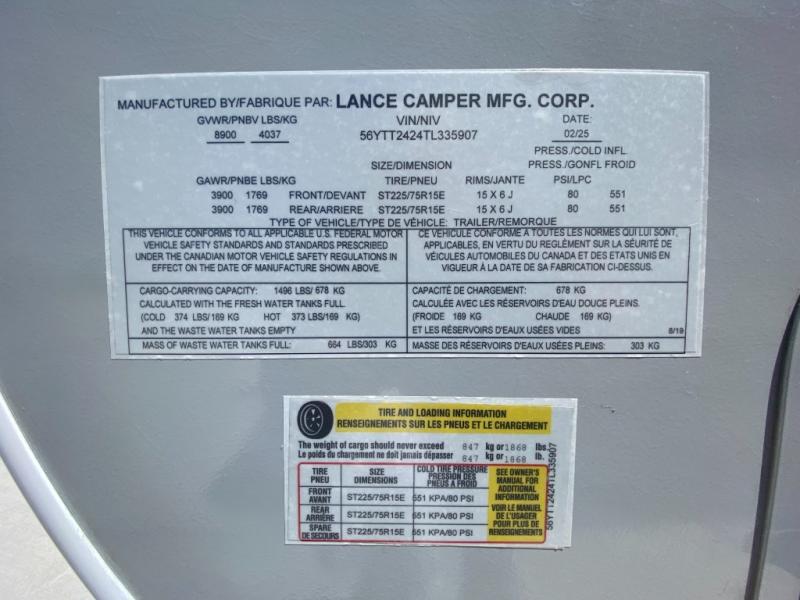 MANUFACTURED BY/FABRIQUE PAR: LANCE CAMPER MFG. CORP.
GVWR/PNBV LBS/KG VIN/NIV DATE:
8900 4037 56YTT2424TL335907 02/25
PRESS./COLD INFL.
SIZE/DIMENSION PRESS./GONFL FROID
GAWR/PNBE LBS/KG TIRE/PNEU RIMS/JANTE PSI/LPC
3900 1769 FRONT/DEVANT ST225/75R15E 15 X 6 J 80 551
3900 1769 REAR/ARRIERE ST225/75R15E 15 X 6 J 80 551
TYPE OF VEHICLE/TYPE DE VÉHICLE: TRAILER/REMORQUE
THIS VEHICLE CONFORMS TO ALL APPLICABLE U.S. FEDERAL MOTOR
VEHICLE SAFETY STANDARDS AND STANDARDS PRESCRIBED
UNDER THE CANADIAN MOTOR VEHICLE SAFETY REGULATIONS IN
EFFECT ON THE DATE OF MANUFACTURE SHOWN ABOVE.
CE VEHICULE CONFORME A TOUTES LES NORMES QUI LUI SONT,
APPLICABLES, EN VERTU DU REGLEMENT SUR LA SÉURITÉ DE
VEICULES AUTOMOBILES DU CANADA ET DES ETATS UNIS EN
VIGUEUR À LA DATE DE SA FABRICATION CI-DESSUS.
CARGO-CARRYING CAPACITY: 1496 LBS/ 678 KG
CALCULATED WITH THE FRESH WATER TANKS FULL.
(COLD 374 LBS/169 KG) HOT 373 LBS/169 KG)
AND THE WASTE WATER TANKS EMPTY
CAPACITÉ DE CHARGEMENT: 678 KG
CALCULÉE AVEC LES RÉSERVOIRS D'EAU DOUCE PLEINS.
(FROIDE 169 KG) CHAUDE 169 KG)
ET LES RÉSERVOIRS D'EAUX USÉES VIDES 8/19
MASS OF WASTE WATER TANKS FULL: 664 LBS/303 KG
MASSE DES RÉSERVOIRS D'EAUX USÉES PLEINS: 303 KG
TIRE AND LOADING INFORMATION
RENSEIGNEMENTS SUR LES PNEUS ET LE CHARGEMENT
The weight of cargo should never exceed 847 kg or 1868 lbs.
Le poids du chargement ne doit jamais dépasser 847 kg or 1868 lb.
TIRE SIZE COLD TIRE PRESSURE
PNEU DIMENSIONS PRESSION DES
PNEUS A FROID
FRONT
AVANT ST225/75R15E 551 KPA/80 PSI
REAR
ARRIÈRE ST225/75R15E 551 KPA/80 PSI
SPARE
DE SECOURS ST225/75R15E 551 KPA/80 PSI
SEE OWNER'S
MANUAL FOR
ADDITIONAL
INFORMATION
VOIR LE MANUEL
DE L'USAGER
POUR PLUS DE
RENSEIGNEMENTS
56YTT2424TL335907